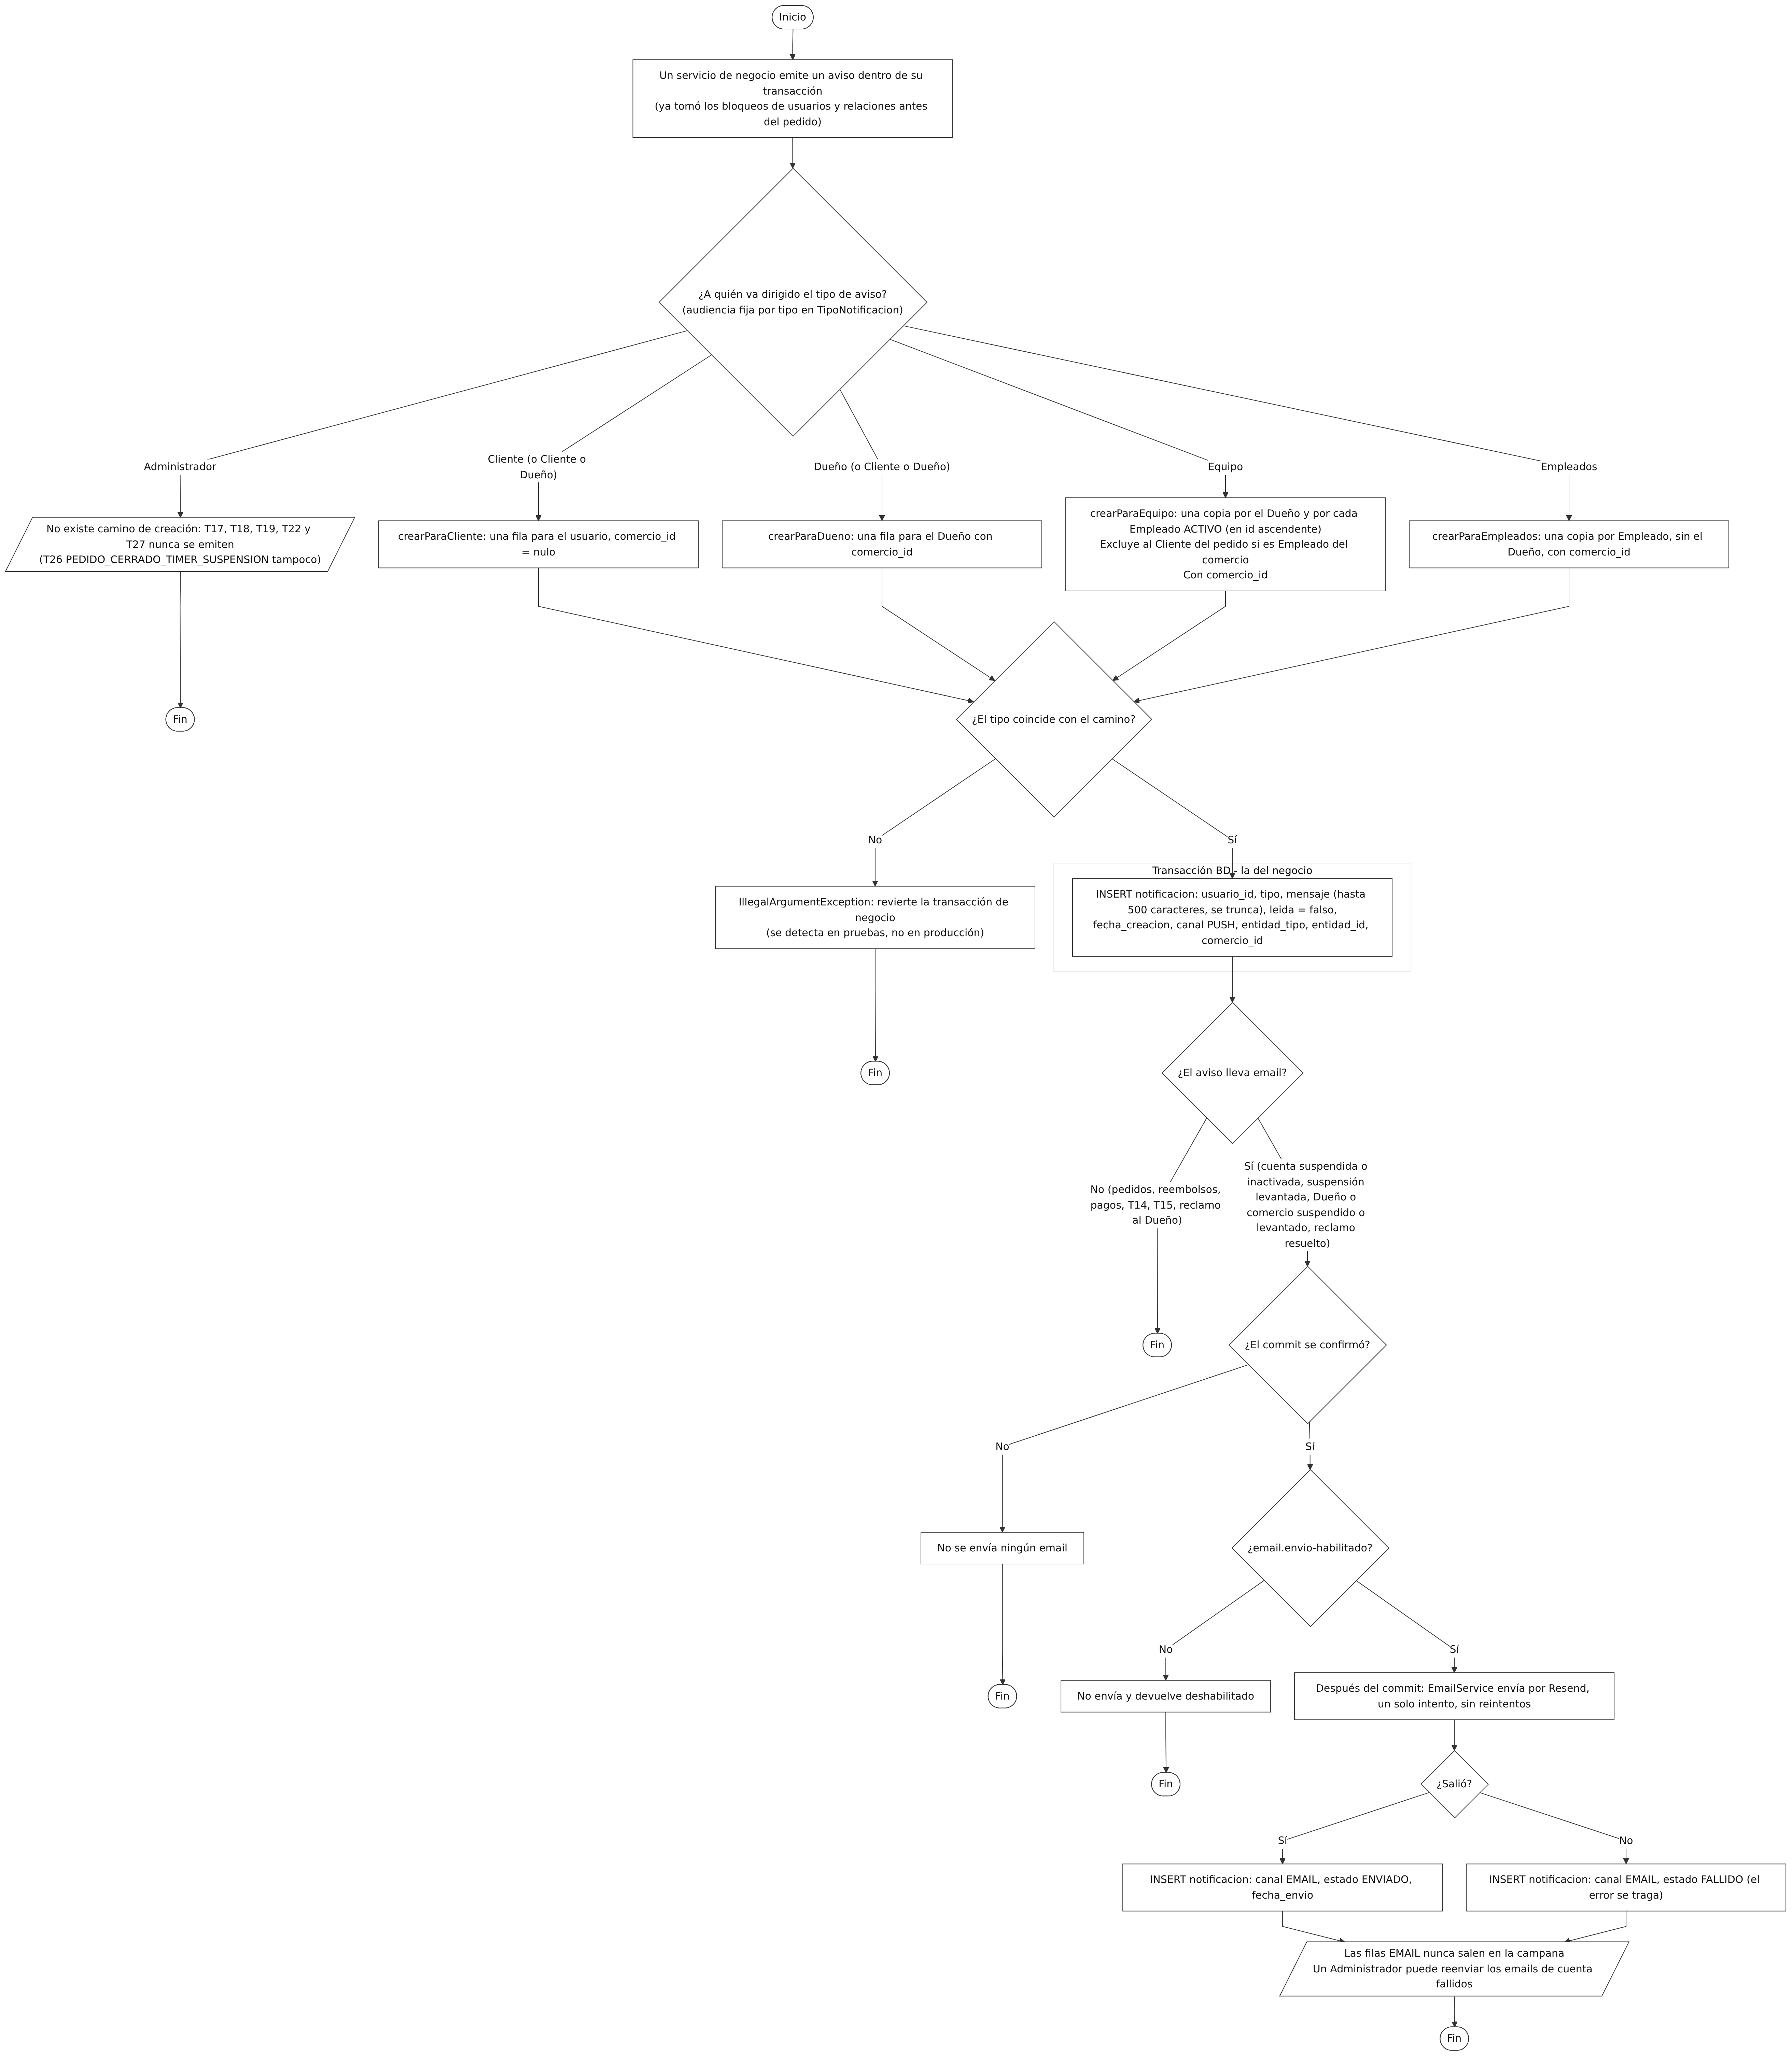 Inicio
Un servicio de negocio emite un aviso dentro de su
transacción
(ya tomó los bloqueos de usuarios y relaciones antes
del pedido)
¿A quién va dirigido el tipo de aviso?
(audiencia fija por tipo en TipoNotificacion)
Administrador
Cliente (o Cliente o
Dueño)
Dueño (o Cliente o Dueño)
Equipo
Empleados
No existe camino de creación: T17, T18, T19, T22 y
T27 nunca se emiten
(T26 PEDIDO_CERRADO_TIMER_SUSPENSION tampoco)
crearParaCliente: una fila para el usuario, comercio_id
= nulo
crearParaDueno: una fila para el Dueño con
comercio_id
crearParaEquipo: una copia por el Dueño y por cada
Empleado ACTIVO (en id ascendente)
Excluye al Cliente del pedido si es Empleado del
comercio
Con comercio_id
crearParaEmpleados: una copia por Empleado, sin el
Dueño, con comercio_id
Fin
¿El tipo coincide con el camino?
No
Sí
IllegalArgumentException: revierte la transacción de
negocio
(se detecta en pruebas, no en producción)
Transacción BD - la del negocio
INSERT notificacion: usuario_id, tipo, mensaje (hasta
500 caracteres, se trunca), leida = falso,
fecha_creacion, canal PUSH, entidad_tipo, entidad_id,
comercio_id
Fin
¿El aviso lleva email?
No (pedidos, reembolsos,
pagos, T14, T15, reclamo
al Dueño)
Sí (cuenta suspendida o
inactivada, suspensión
levantada, Dueño o
comercio suspendido o
levantado, reclamo
resuelto)
Fin
¿El commit se confirmó?
No
Sí
No se envía ningún email
¿email.envio-habilitado?
Fin
No
Sí
No envía y devuelve deshabilitado
Después del commit: EmailService envía por Resend,
un solo intento, sin reintentos
Fin
¿Salió?
Sí
No
INSERT notificacion: canal EMAIL, estado ENVIADO,
fecha_envio
INSERT notificacion: canal EMAIL, estado FALLIDO (el
error se traga)
Las filas EMAIL nunca salen en la campana
Un Administrador puede reenviar los emails de cuenta
fallidos
Fin